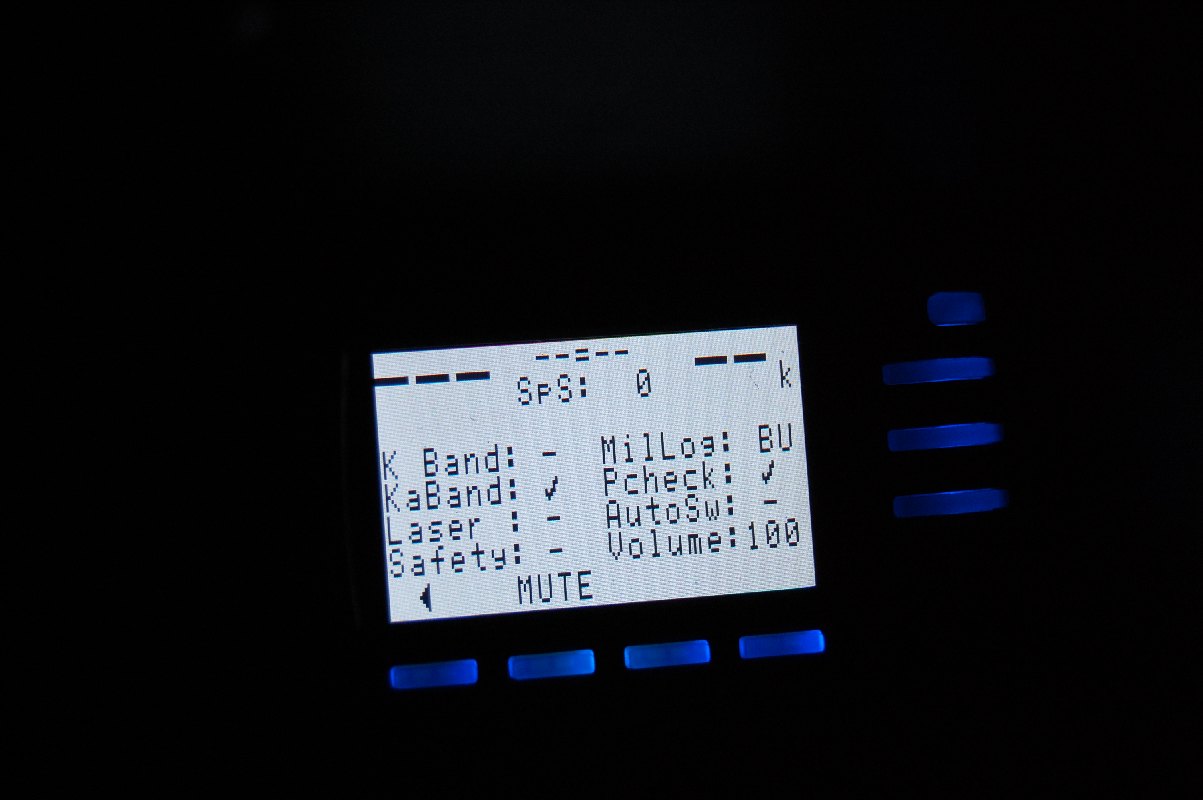 --=--
--- --
SpS: 0 k
K Band: - MilLog: BU
KaBand: ✓ Pcheck: ✓
Laser : - AutoSw: -
Safety: - Volume:100
◀ MUTE